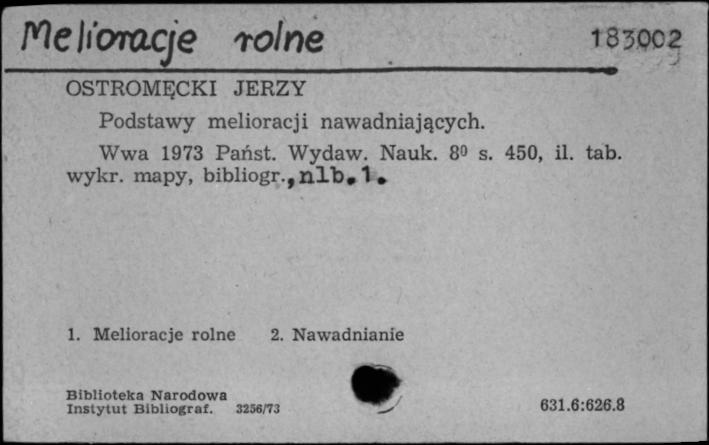 Melioracje rolne 183002
OSTROMĘCKI JERZY
Podstawy melioracji nawadniających.
Wwa 1973 Państ. Wydaw. Nauk. 8⁰ s. 450, il. tab.
wykr. mapy, bibliogr., nlb. 1.
1. Melioracje rolne 2. Nawadnianie
Biblioteka Narodowa
Instytut Bibliograf. 3256/73 631.6:626.8